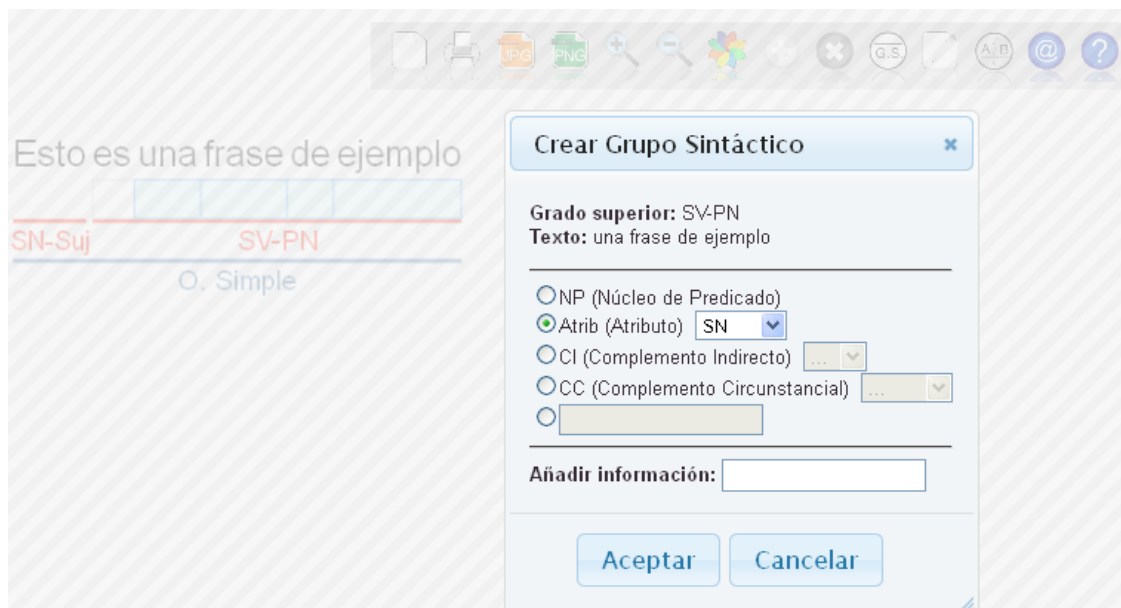 JPG PNG G.S. A B @ ?
Esto es una frase de ejemplo
SN-Suj SV-PN
O. Simple
Crear Grupo Sintáctico
Grado superior: SV-PN
Texto: una frase de ejemplo
NP (Núcleo de Predicado)
Atrib (Atributo) SN
CI (Complemento Indirecto) ...
CC (Complemento Circunstancial) ...
Añadir información:
Aceptar Cancelar